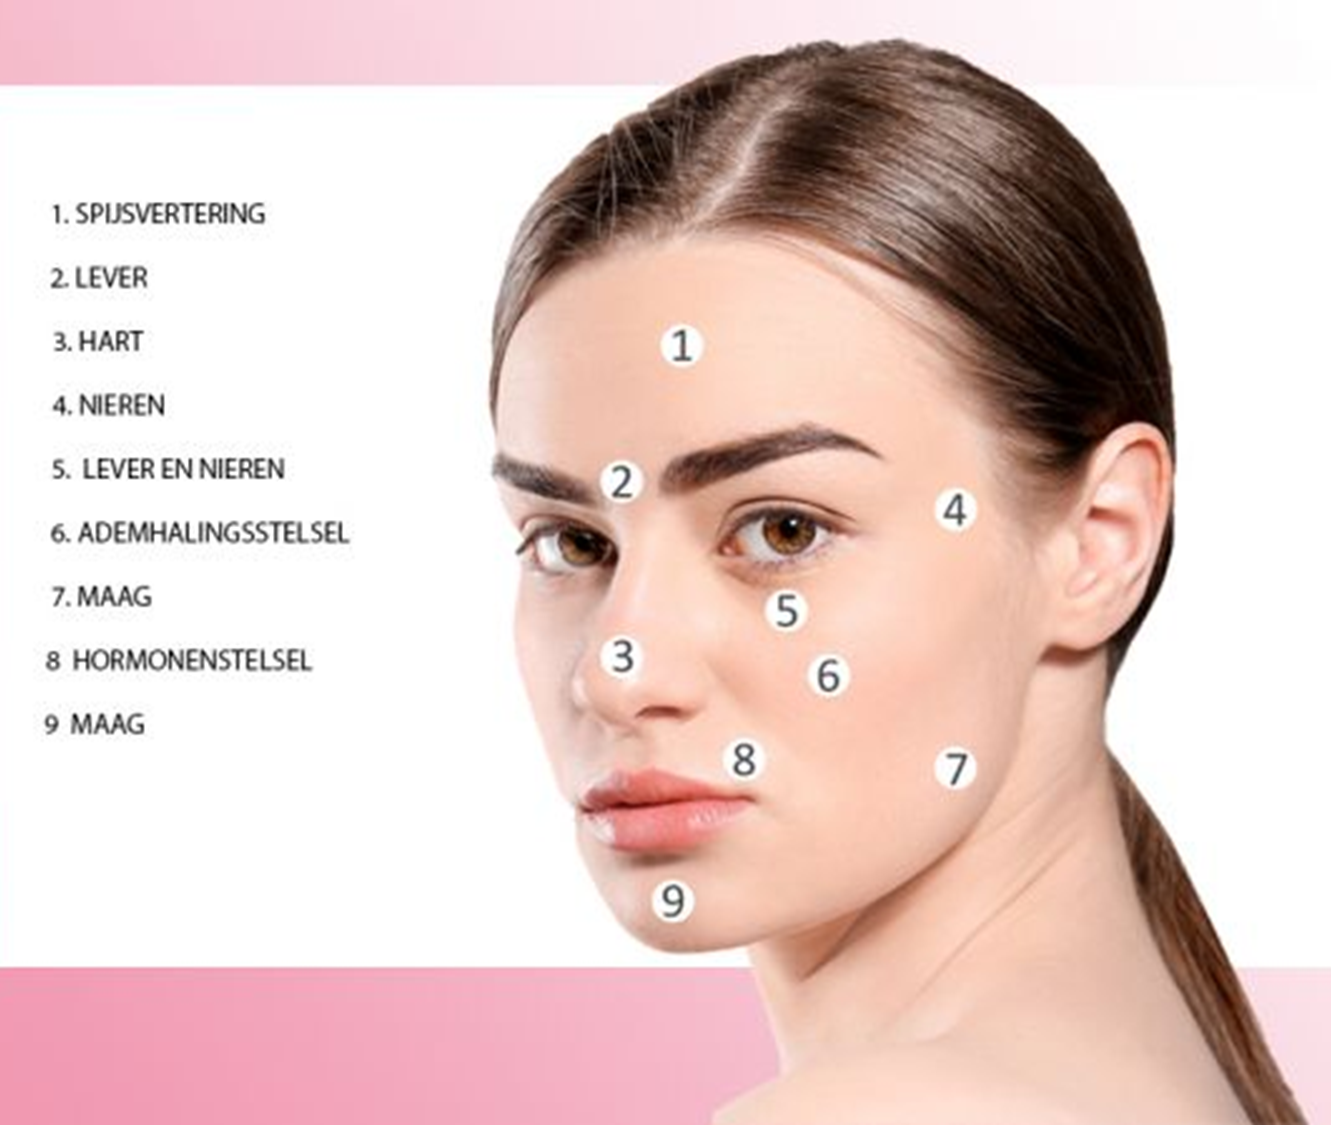 1. SPIJSVERTERING
2. LEVER
3. HART
4. NIEREN
5. LEVER EN NIEREN
6. ADEMHALINGSSTELSEL
7. MAAG
8 HORMONENSTELSEL
9 MAAG
1
2
4
5
3
6
8
7
9